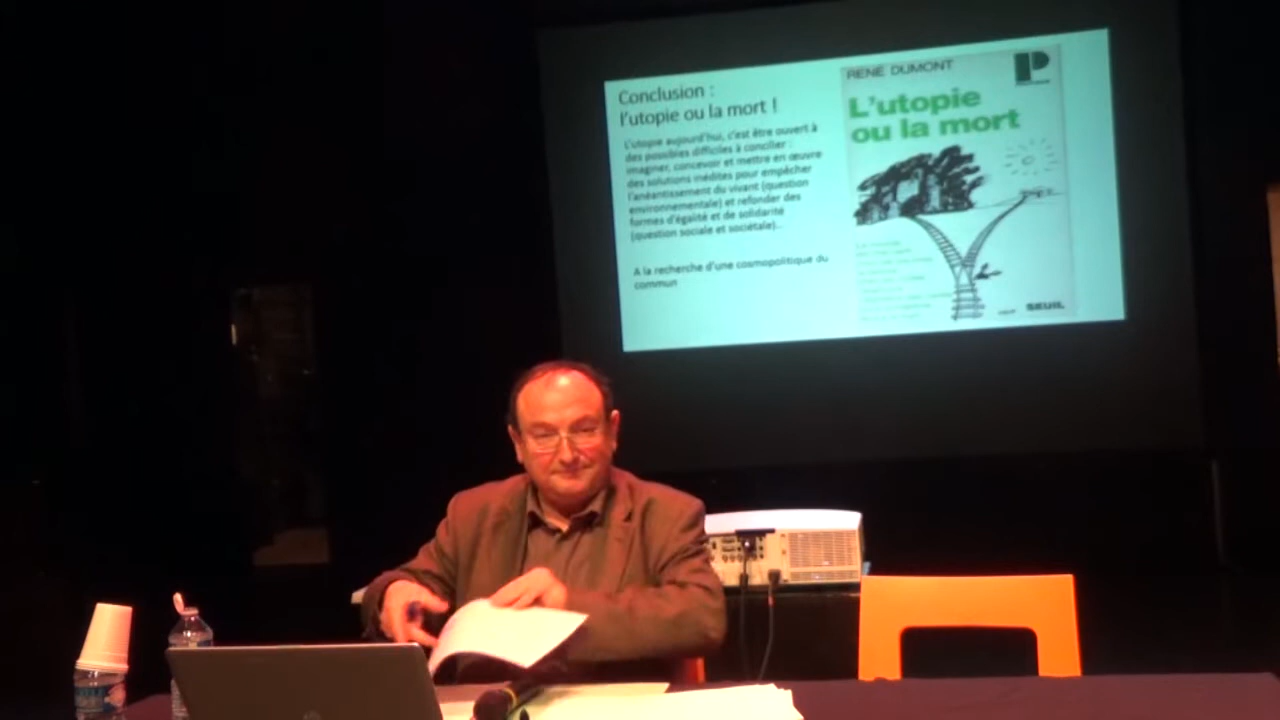 Conclusion :
l'utopie ou la mort !
L'utopie aujourd'hui, c'est être ouvert à
des possibles difficiles à concilier :
imaginer, concevoir et mettre en œuvre
des solutions inédites pour empêcher
l'anéantissement du vivant (question
environnementale) et refonder des
formes d'égalité et de solidarité
(question sociale et sociétale)..
A la recherche d'une cosmopolitique du
commun
RENÉ DUMONT
P
L'utopie
ou la mort
SEUIL